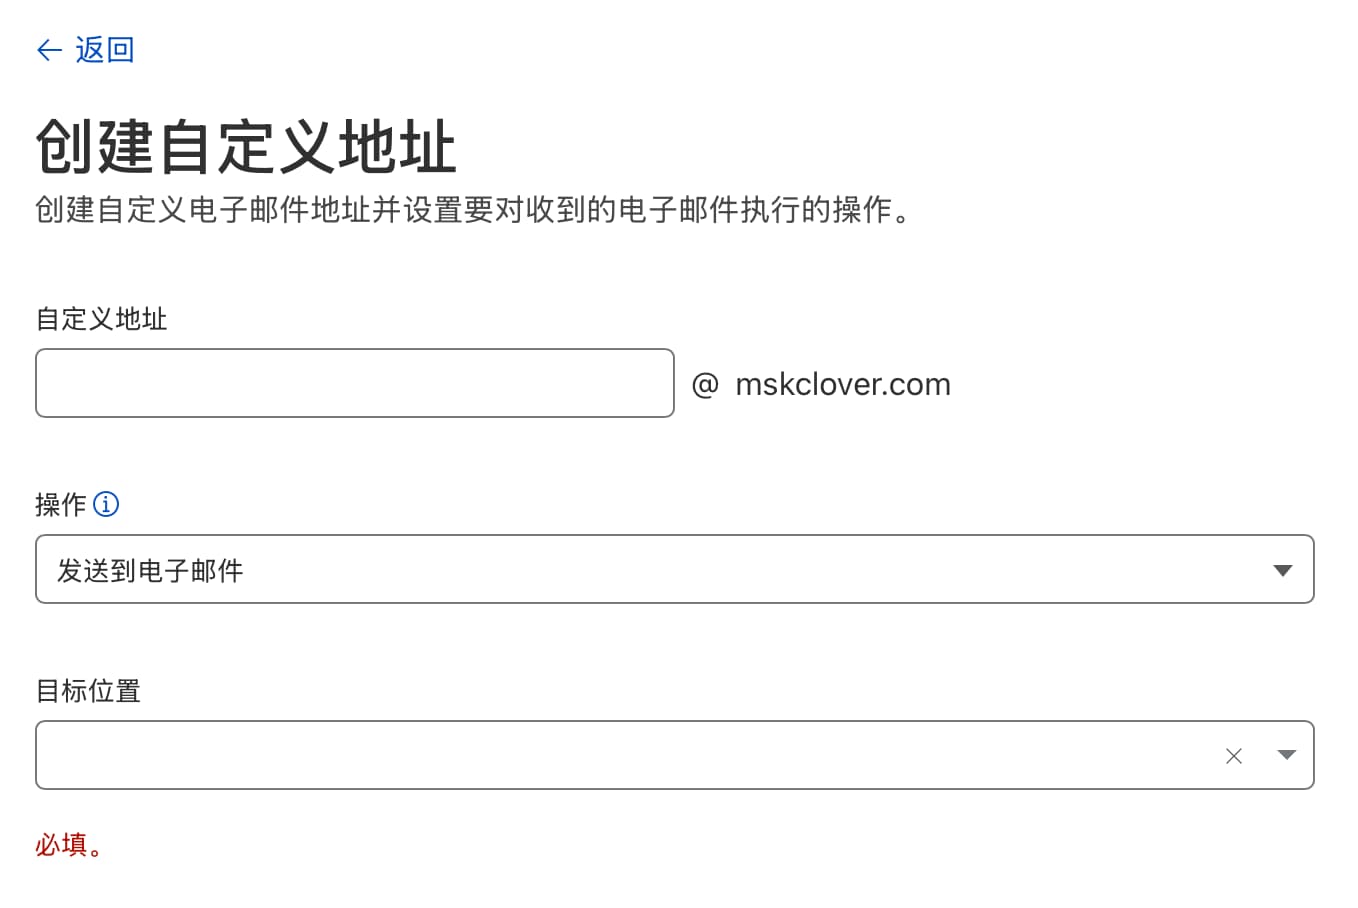 ← 返回
创建自定义地址
创建自定义电子邮件地址并设置要对收到的电子邮件执行的操作。
自定义地址
@ mskclover.com
操作
发送到电子邮件
目标位置
必填。